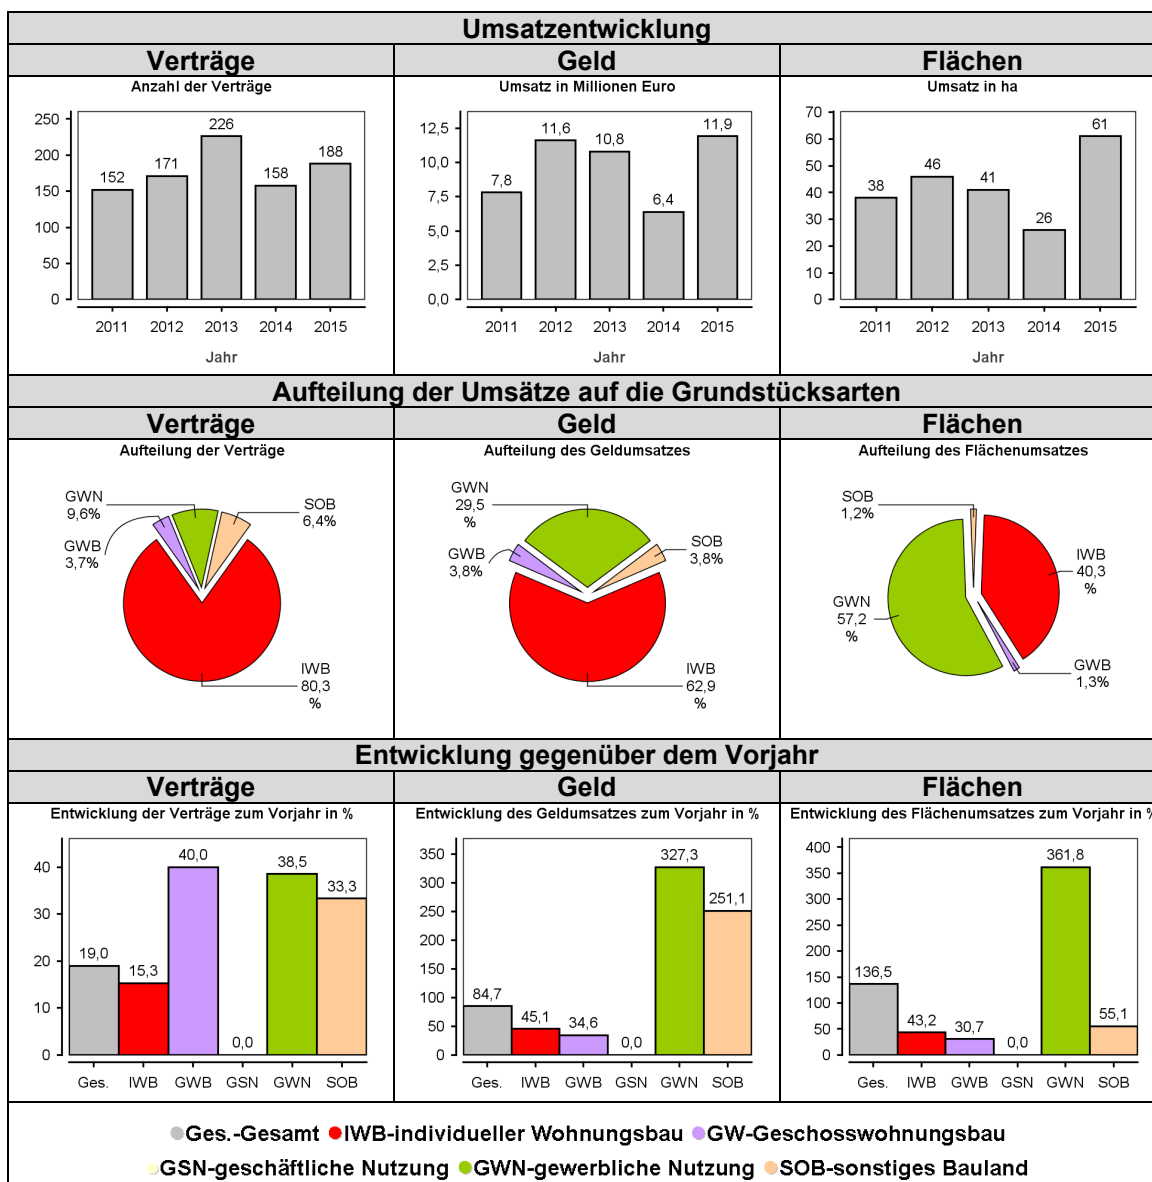 Umsatzentwicklung
Verträge Geld Flächen
Anzahl der Verträge
250
200
150
100
50
0
152
171
226
158
188
2011 2012 2013 2014 2015
Jahr
Umsatz in Millionen Euro
12,5
10,0
7,5
5,0
2,5
0,0
7,8
11,6
10,8
6,4
11,9
2011 2012 2013 2014 2015
Jahr
Umsatz in ha
70
60
50
40
30
20
10
0
38
46
41
26
61
2011 2012 2013 2014 2015
Jahr
Aufteilung der Umsätze auf die Grundstücksarten
Verträge Geld Flächen
Aufteilung der Verträge
GWN
9,6%
SOB
6,4%
GWB
3,7%
IWB
80,3
%
Aufteilung des Geldumsatzes
GWN
29,5
%
SOB
3,8%
GWB
3,8%
IWB
62,9
%
Aufteilung des Flächenumsatzes
SOB
1,2%
IWB
40,3
%
GWN
57,2
%
GWB
1,3%
Entwicklung gegenüber dem Vorjahr
Verträge Geld Flächen
Entwicklung der Verträge zum Vorjahr in %
40
30
20
10
0
19,0
15,3
40,0
0,0
38,5
33,3
Ges. IWB GWB GSN GWN SOB
Entwicklung des Geldumsatzes zum Vorjahr in %
350
300
250
200
150
100
50
0
84,7
45,1
34,6
0,0
327,3
251,1
Ges. IWB GWB GSN GWN SOB
Entwicklung des Flächenumsatzes zum Vorjahr in %
400
350
300
250
200
150
100
50
0
136,5
43,2
30,7
0,0
361,8
55,1
Ges. IWB GWB GSN GWN SOB
Ges.-Gesamt IWB-individueller Wohnungsbau GW-Geschosswohnungsbau
GSN-geschäftliche Nutzung GWN-gewerbliche Nutzung SOB-sonstiges Bauland